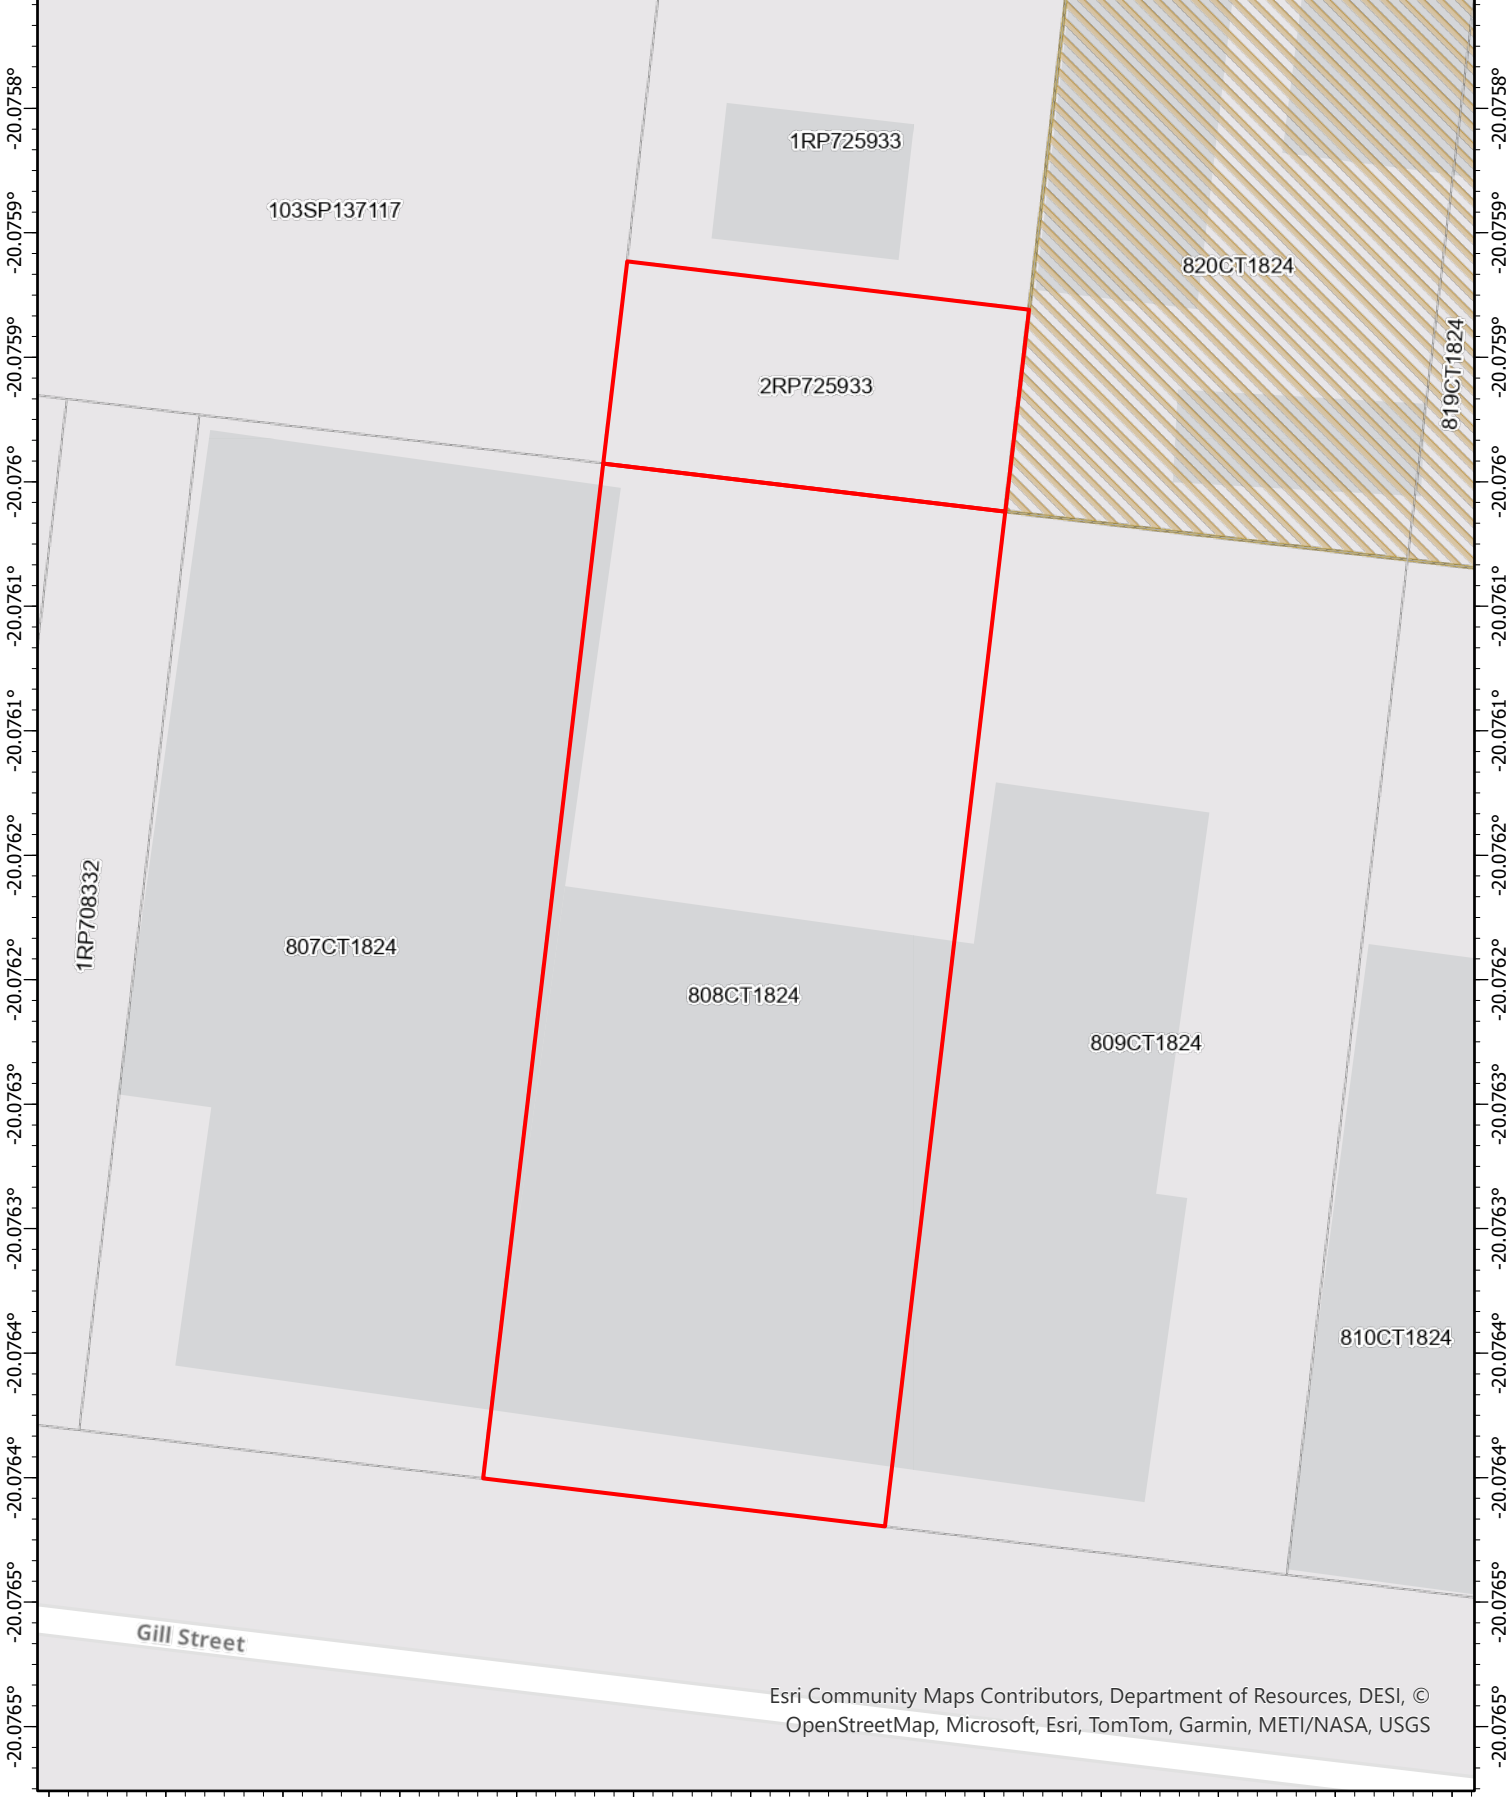 -20.0758°
-20.0758°
1RP725933
103SP137117
-20.0759°
-20.0759°
820CT1824
-20.0759°
-20.0759°
819CT1824
2RP725933
-20.076°
-20.076°
-20.0761°
-20.0761°
-20.0761°
-20.0761°
-20.0762°
-20.0762°
1RP708332
807CT1824
808CT1824
-20.0762°
-20.0762°
809CT1824
-20.0763°
-20.0763°
-20.0763°
-20.0763°
810CT1824
-20.0764°
-20.0764°
-20.0764°
-20.0764°
-20.0765°
-20.0765°
Gill Street
-20.0765°
-20.0765°
Esri Community Maps Contributors, Department of Resources, DESI, ©
OpenStreetMap, Microsoft, Esri, TomTom, Garmin, METI/NASA, USGS